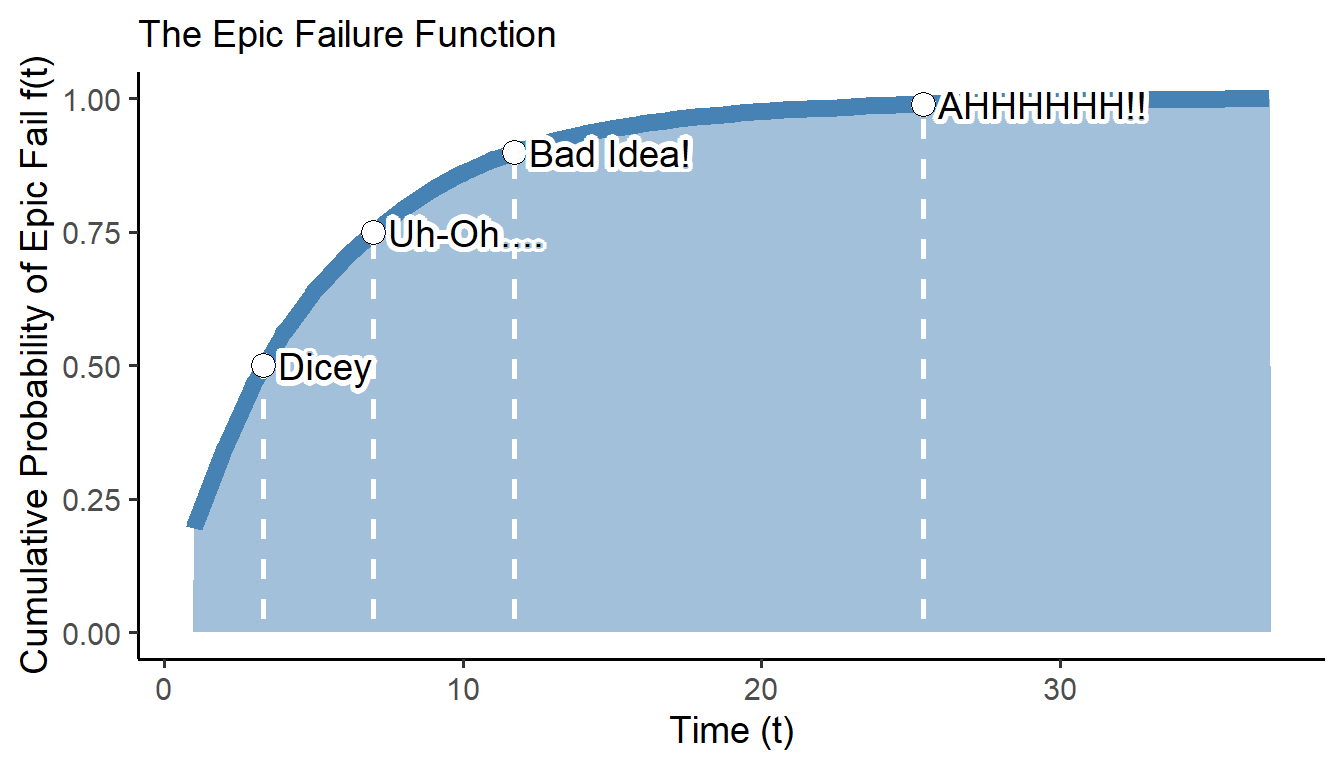 The Epic Failure Function
Cumulative Probability of Epic Fail f(t)
1.00
0.75
0.50
0.25
0.00
AHHHHHH!!
Bad Idea!
Uh-Oh....
Dicey
0
10
20
30
Time (t)